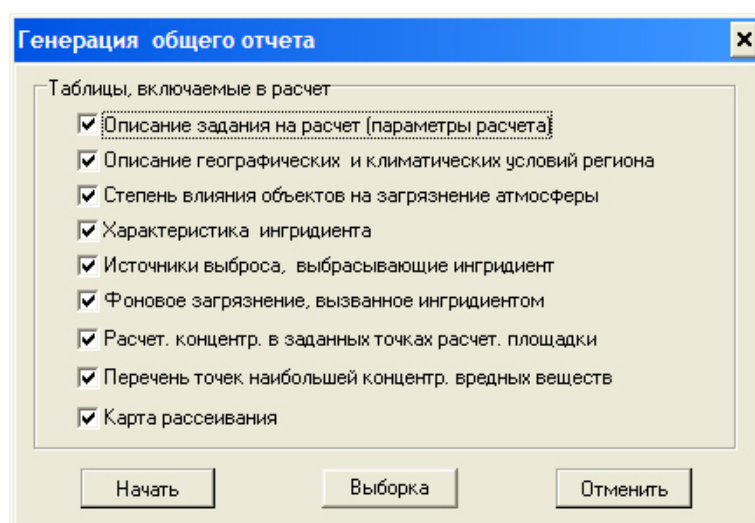 Генерация общего отчета
Таблицы, включаемые в расчет
Описание задания на расчет (параметры расчета)
Описание географических и климатических условий региона
Степень влияния объектов на загрязнение атмосферы
Характеристика ингридиента
Источники выброса, выбрасывающие ингридиент
Фоновое загрязнение, вызванное ингридиентом
Расчет. концентр. в заданных точках расчет. площадки
Перечень точек наибольшей концентр. вредных веществ
Карта рассеивания
Начать Выборка Отменить